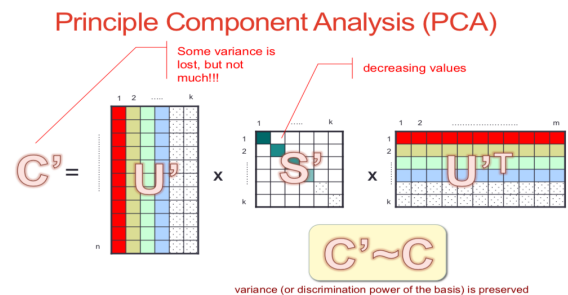 Principle Component Analysis (PCA)
Some variance is
lost, but not
much!!!
decreasing values
1 2 ..... k
1 ..... k
1 2 ........................ m
1
2
k
1
2
k
n
C' = U' x S' x U'T
C'~C
variance (or discrimination power of the basis) is preserved